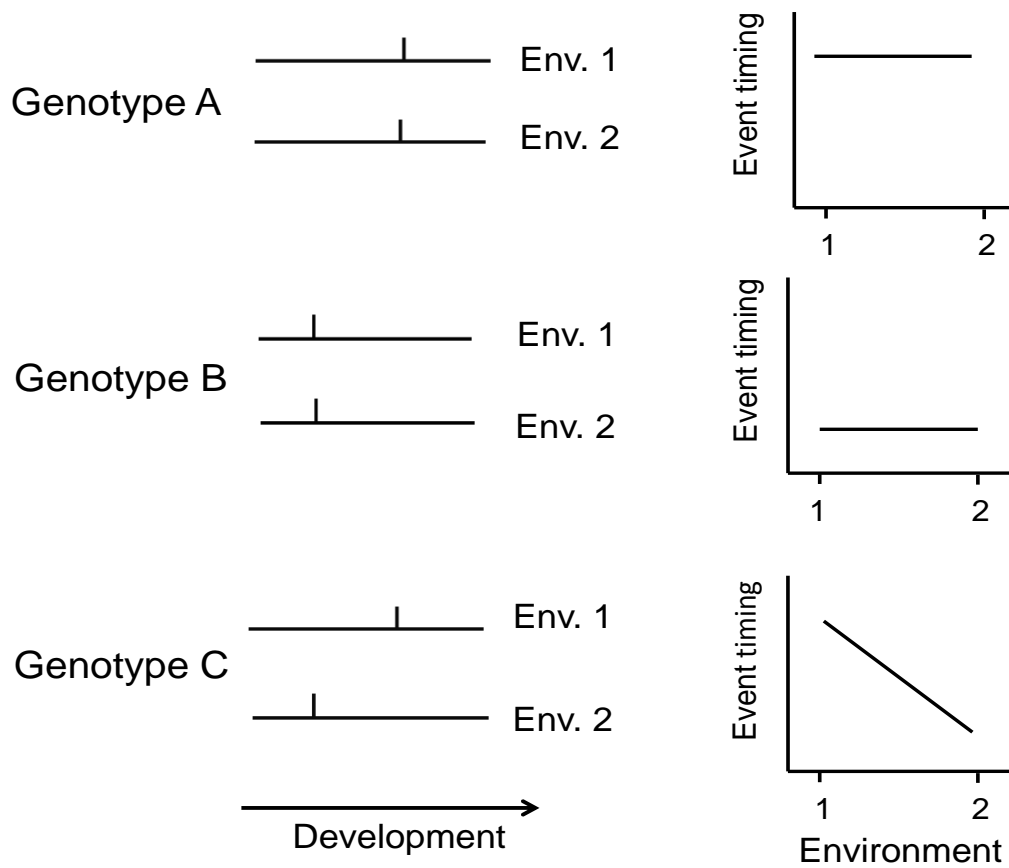 Genotype A
Env. 1
Env. 2
Event timing
1
2
Genotype B
Env. 1
Env. 2
Event timing
1
2
Genotype C
Env. 1
Env. 2
Event timing
1
2
Development
Environment